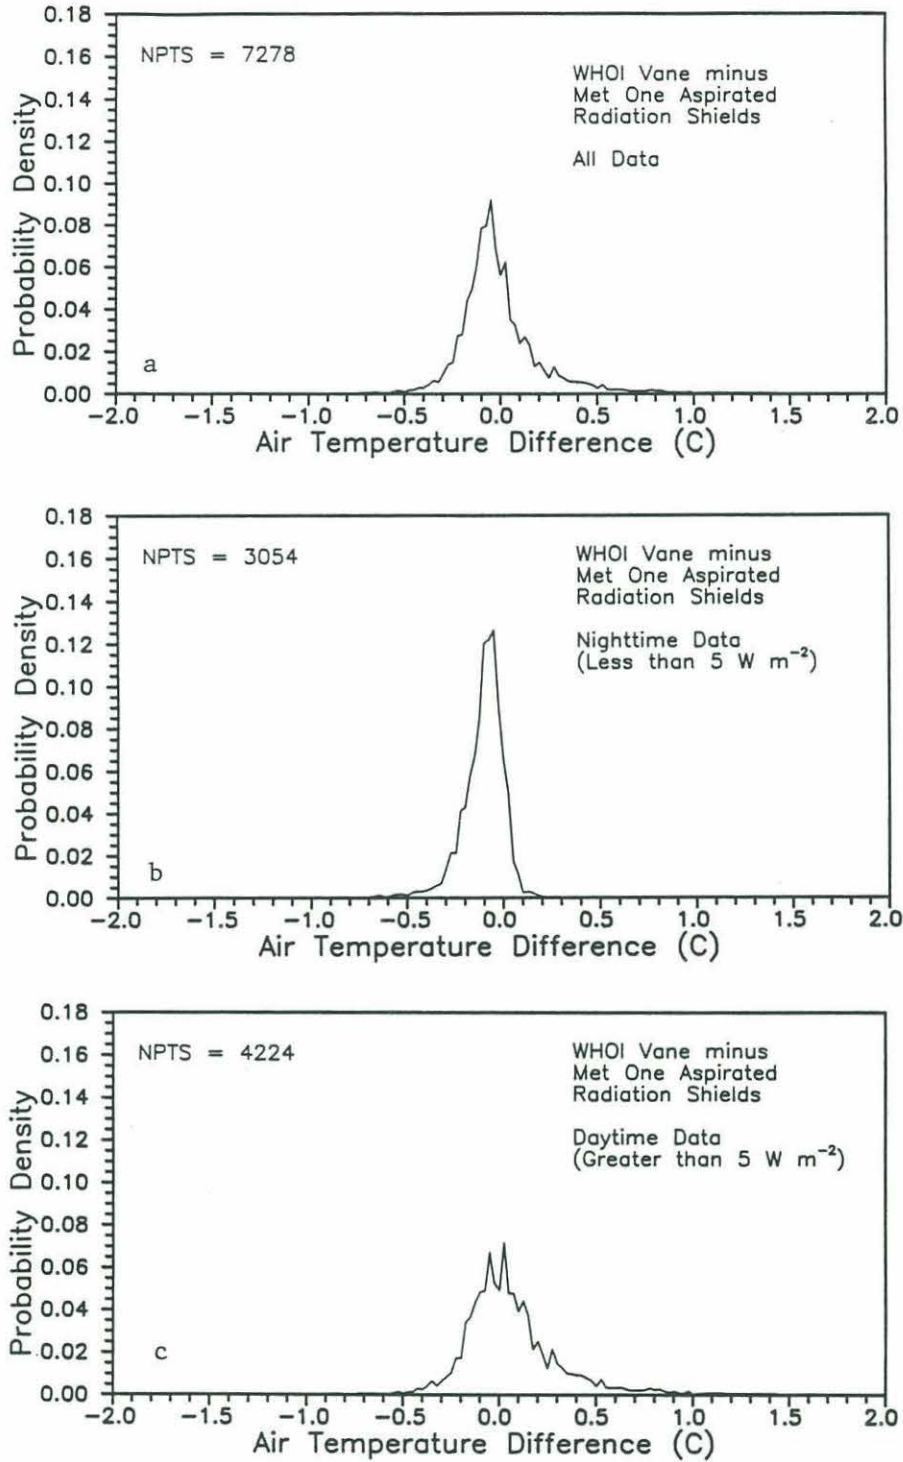 0.18
0.16
0.14
0.12
0.10
0.08
0.06
0.04
0.02
0.00
Probability Density
NPTS = 7278
WHOI Vane minus
Met One Aspirated
Radiation Shields
All Data
a
-2.0 -1.5 -1.0 -0.5 0.0 0.5 1.0 1.5 2.0
Air Temperature Difference (C)
0.18
0.16
0.14
0.12
0.10
0.08
0.06
0.04
0.02
0.00
Probability Density
NPTS = 3054
WHOI Vane minus
Met One Aspirated
Radiation Shields
Nighttime Data
(Less than 5 W m⁻²)
b
-2.0 -1.5 -1.0 -0.5 0.0 0.5 1.0 1.5 2.0
Air Temperature Difference (C)
0.18
0.16
0.14
0.12
0.10
0.08
0.06
0.04
0.02
0.00
Probability Density
NPTS = 4224
WHOI Vane minus
Met One Aspirated
Radiation Shields
Daytime Data
(Greater than 5 W m⁻²)
c
-2.0 -1.5 -1.0 -0.5 0.0 0.5 1.0 1.5 2.0
Air Temperature Difference (C)